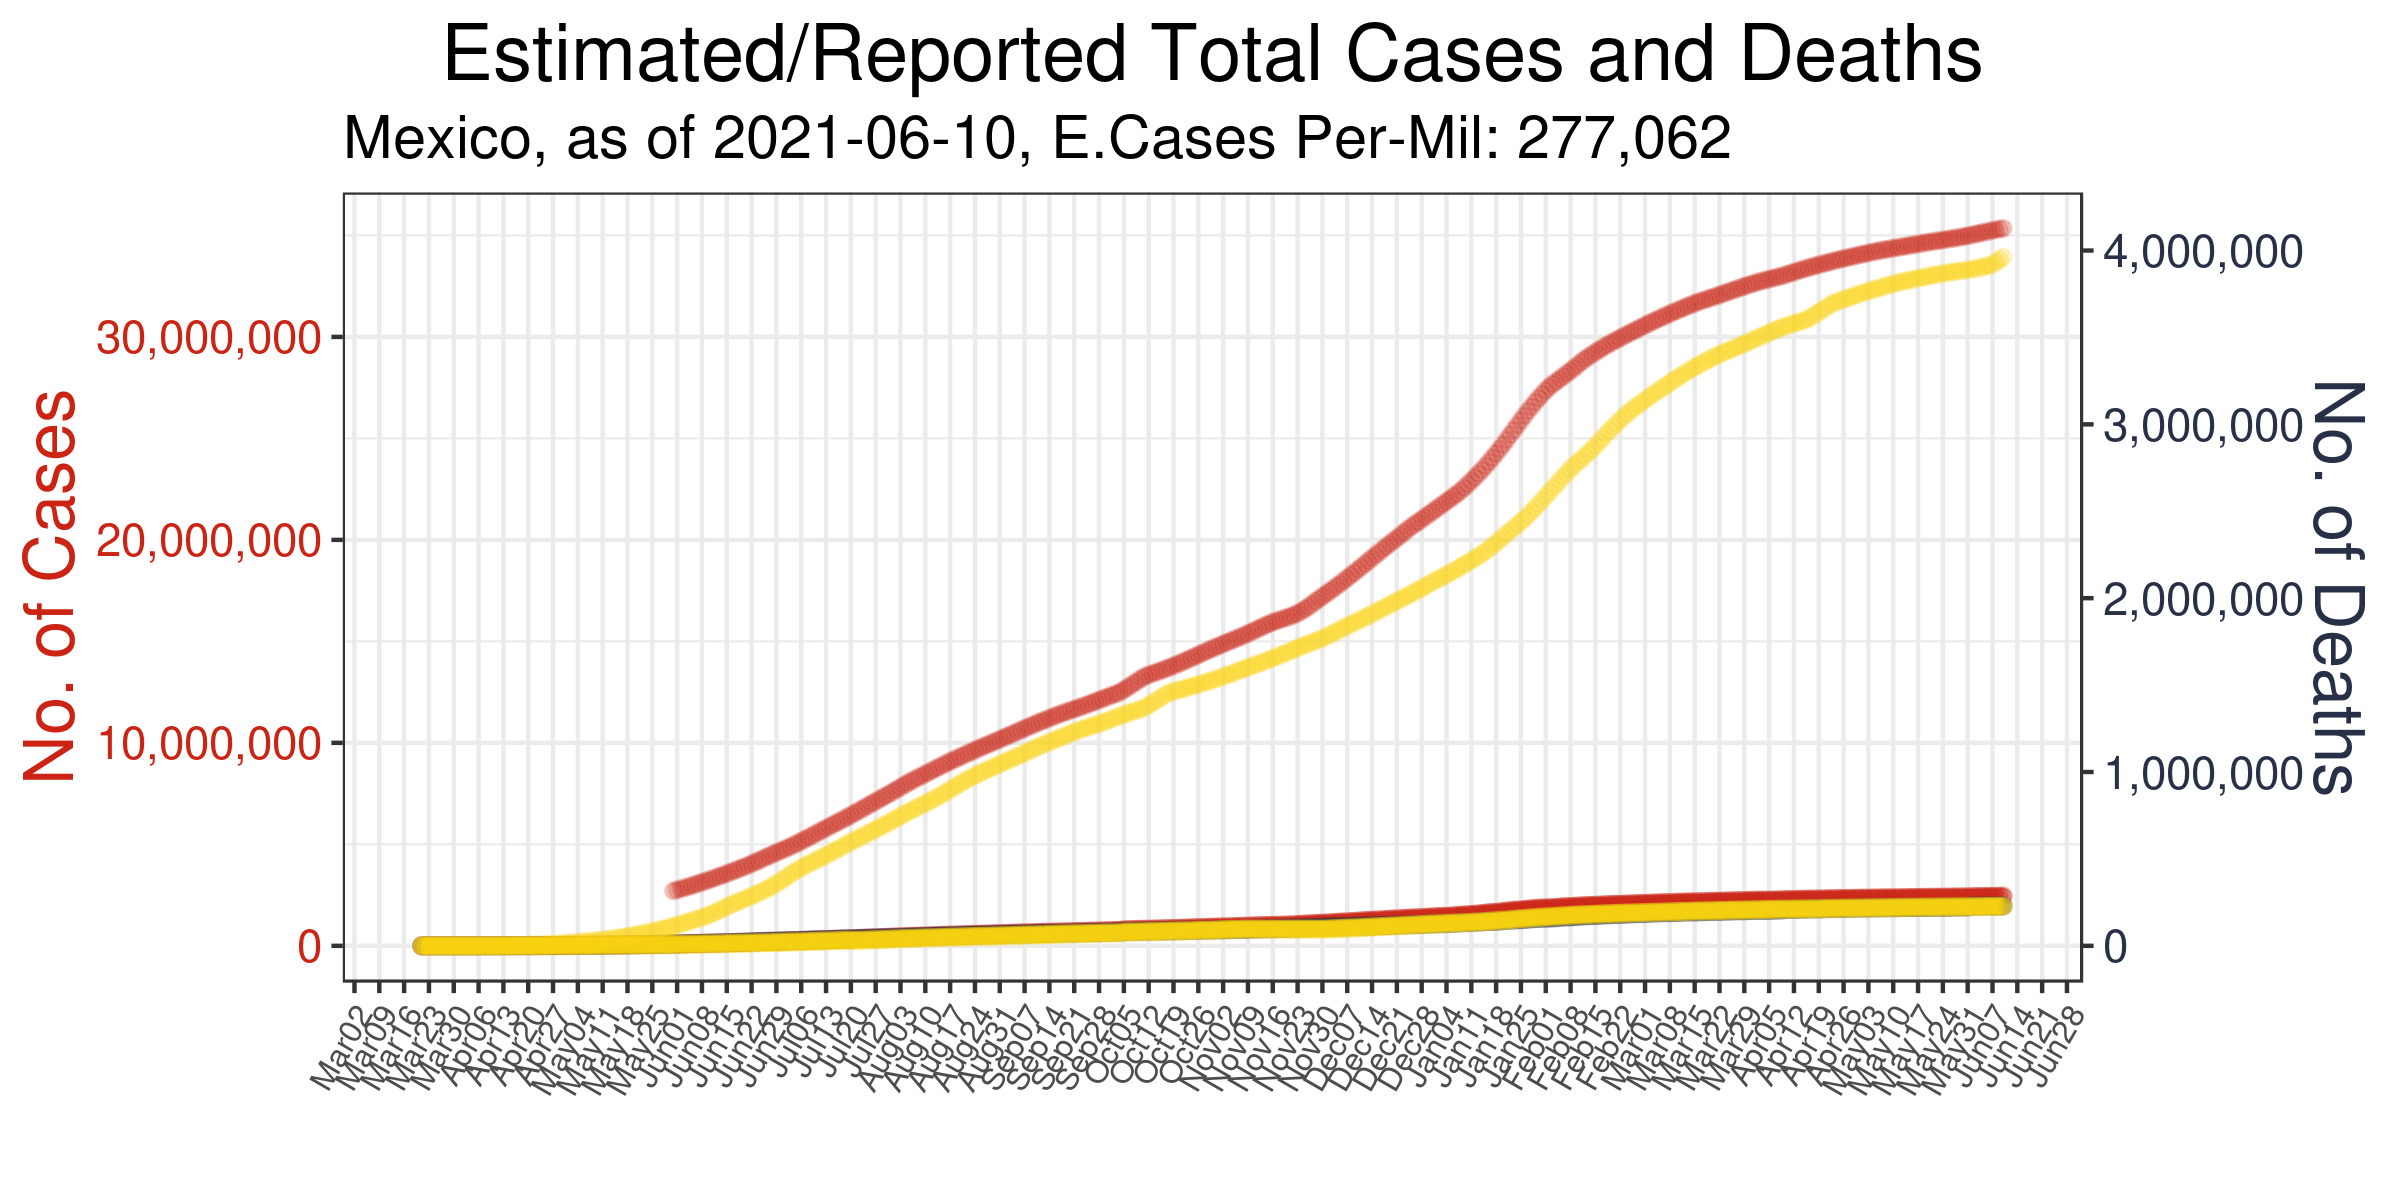 Estimated/Reported Total Cases and Deaths
Mexico, as of 2021-06-10, E.Cases Per-Mil: 277,062
No. of Cases
30,000,000
20,000,000
10,000,000
0
4,000,000
3,000,000
2,000,000
1,000,000
0
No. of Deaths
Mar02
Mar09
Mar16
Mar23
Mar30
Apr06
Apr13
Apr20
Apr27
May04
May11
May18
May25
Jun01
Jun08
Jun15
Jun22
Jun29
Jul06
Jul13
Jul20
Jul27
Aug03
Aug10
Aug17
Aug24
Aug31
Sep07
Sep14
Sep21
Sep28
Oct05
Oct12
Oct19
Oct26
Nov02
Nov09
Nov16
Nov23
Nov30
Dec07
Dec14
Dec21
Dec28
Jan04
Jan11
Jan18
Jan25
Feb01
Feb08
Feb15
Feb22
Mar01
Mar08
Mar15
Mar22
Mar29
Apr05
Apr12
Apr19
Apr26
May03
May10
May17
May24
May31
Jun07
Jun14
Jun21
Jun28